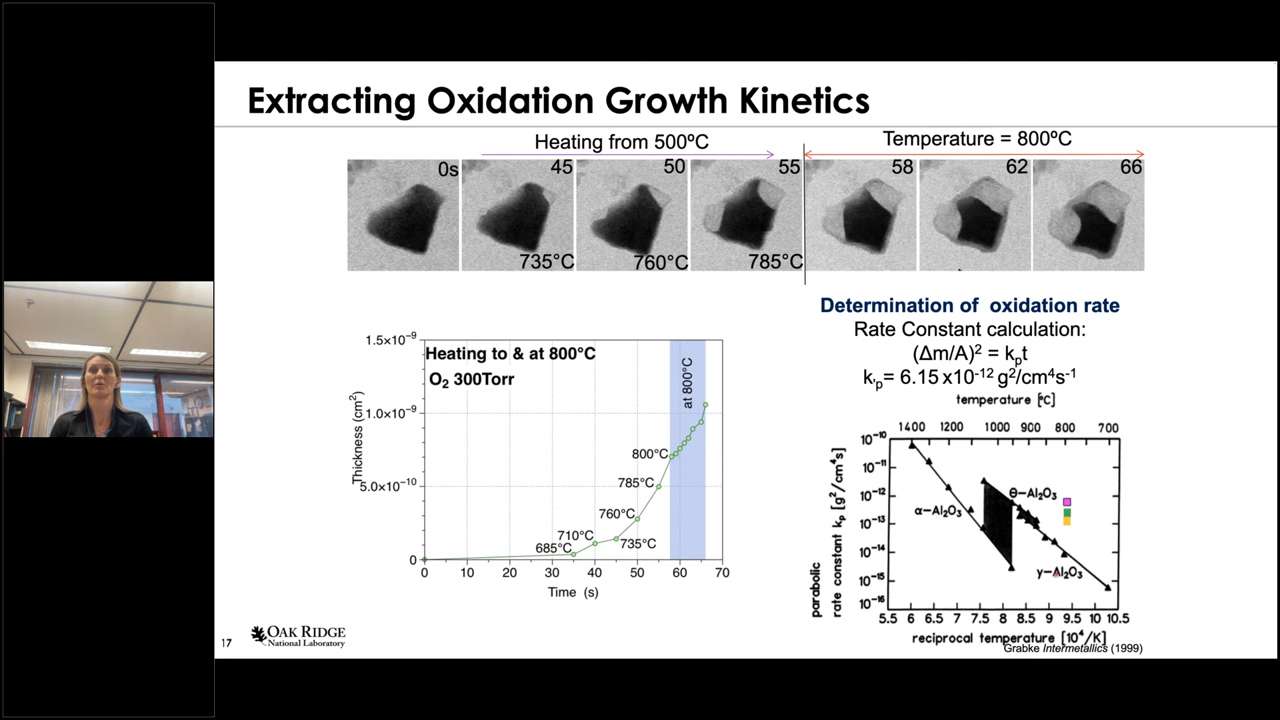 Extracting Oxidation Growth Kinetics
Heating from 500ºC
Temperature = 800ºC
0s
45
50
55
58
62
66
735°C
760°C
785°C
Determination of oxidation rate
Rate Constant calculation:
(Δm/A)² = kₚt
kₚ= 6.15 x10⁻¹² g²/cm⁴s⁻¹
Heating to & at 800°C
O₂ 300Torr
at 800°C
Thickness (cm²)
1.5×10⁻⁹
1.0×10⁻⁹
5.0×10⁻¹⁰
0
800°C
785°C
760°C
735°C
710°C
685°C
0 10 20 30 40 50 60 70
Time (s)
temperature [°C]
1400 1200 1000 900 800 700
parabolic
rate constant kₚ [g²/cm⁴s]
10⁻¹⁰
10⁻¹¹
10⁻¹²
10⁻¹³
10⁻¹⁴
10⁻¹⁵
10⁻¹⁶
θ-Al₂O₃
α-Al₂O₃
γ-Al₂O₃
5.5 6 6.5 7 7.5 8 8.5 9 9.5 10 10.5
reciprocal temperature [10⁴/K]
Grabke Intermetallics (1999)
17
OAK RIDGE
National Laboratory